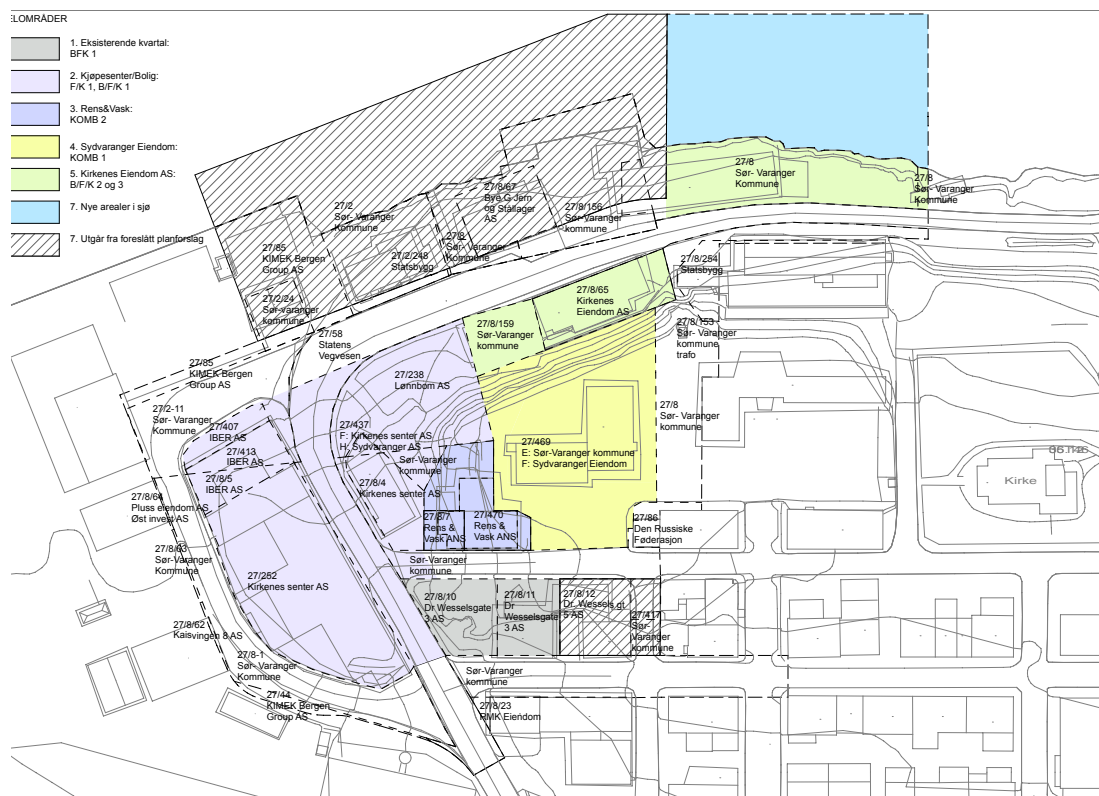 ELOMRÅDER
1. Eksisterende kvartal:
BFK 1
2. Kjøpesenter/Bolig:
F/K 1, B/F/K 1
3. Rens&Vask:
KOMB 2
4. Sydvaranger Eiendom:
KOMB 1
5. Kirkenes Eiendom AS:
B/F/K 2 og 3
7. Nye arealer i sjø
7. Utgår fra foreslått planforslag
27/8
Sør- Varanger
Kommune
27/8
Sør- Varanger
Kommune
27/8/67
Bye G Jern
og Stållager
AS
27/8/156
Sør-Varanger
kommune
27/2
Sør- Varanger
Kommune
27/8
Sør- Varanger
Kommune
27/2/248
Statsbygg
27/85
KIMEK Bergen
Group AS
27/2/24
Sør-varanger
kommune
27/8/254
Statsbygg
27/8/65
Kirkenes
Eiendom AS
27/8/159
Sør-Varanger
kommune
27/8/153
Sør- Varanger
kommune
trafo
27/58
Statens
Vegvesen
27/85
KIMEK Bergen
Group AS
27/238
Lønnbom AS
27/2-11
Sør- Varanger
Kommune
27/407
IBER AS
27/413
IBER AS
27/8/5
IBER AS
27/437
F: Kirkenes senter AS
H: Sydvaranger AS
Sør-Varanger
kommune
27/8/4
Kirkenes senter AS
27/8
Sør- Varanger
kommune
27/469
E: Sør-Varanger kommune
F: Sydvaranger Eiendom
Kirke
27/8/64
Pluss eiendom AS
Øst invest AS
27/8/7
Rens &
Vask ANS
27/470
Rens &
Vask ANS
27/86
Den Russiske
Føderasjon
27/8/63
Sør-Varanger
Kommune
Sør-Varanger
kommune
27/252
Kirkenes senter AS
27/8/10
Dr Wesselsgate
3 AS
27/8/11
Dr
Wesselsgate
3 AS
27/8/12
Dr. Wessels gt
5 AS
27/417
Sør-
Varanger
kommune
27/8/62
Kaisvingen 8 AS
27/8-1
Sør- Varanger
Kommune
Sør-Varanger
kommune
27/44
KIMEK Bergen
Group AS
27/8/23
RMK Eiendom